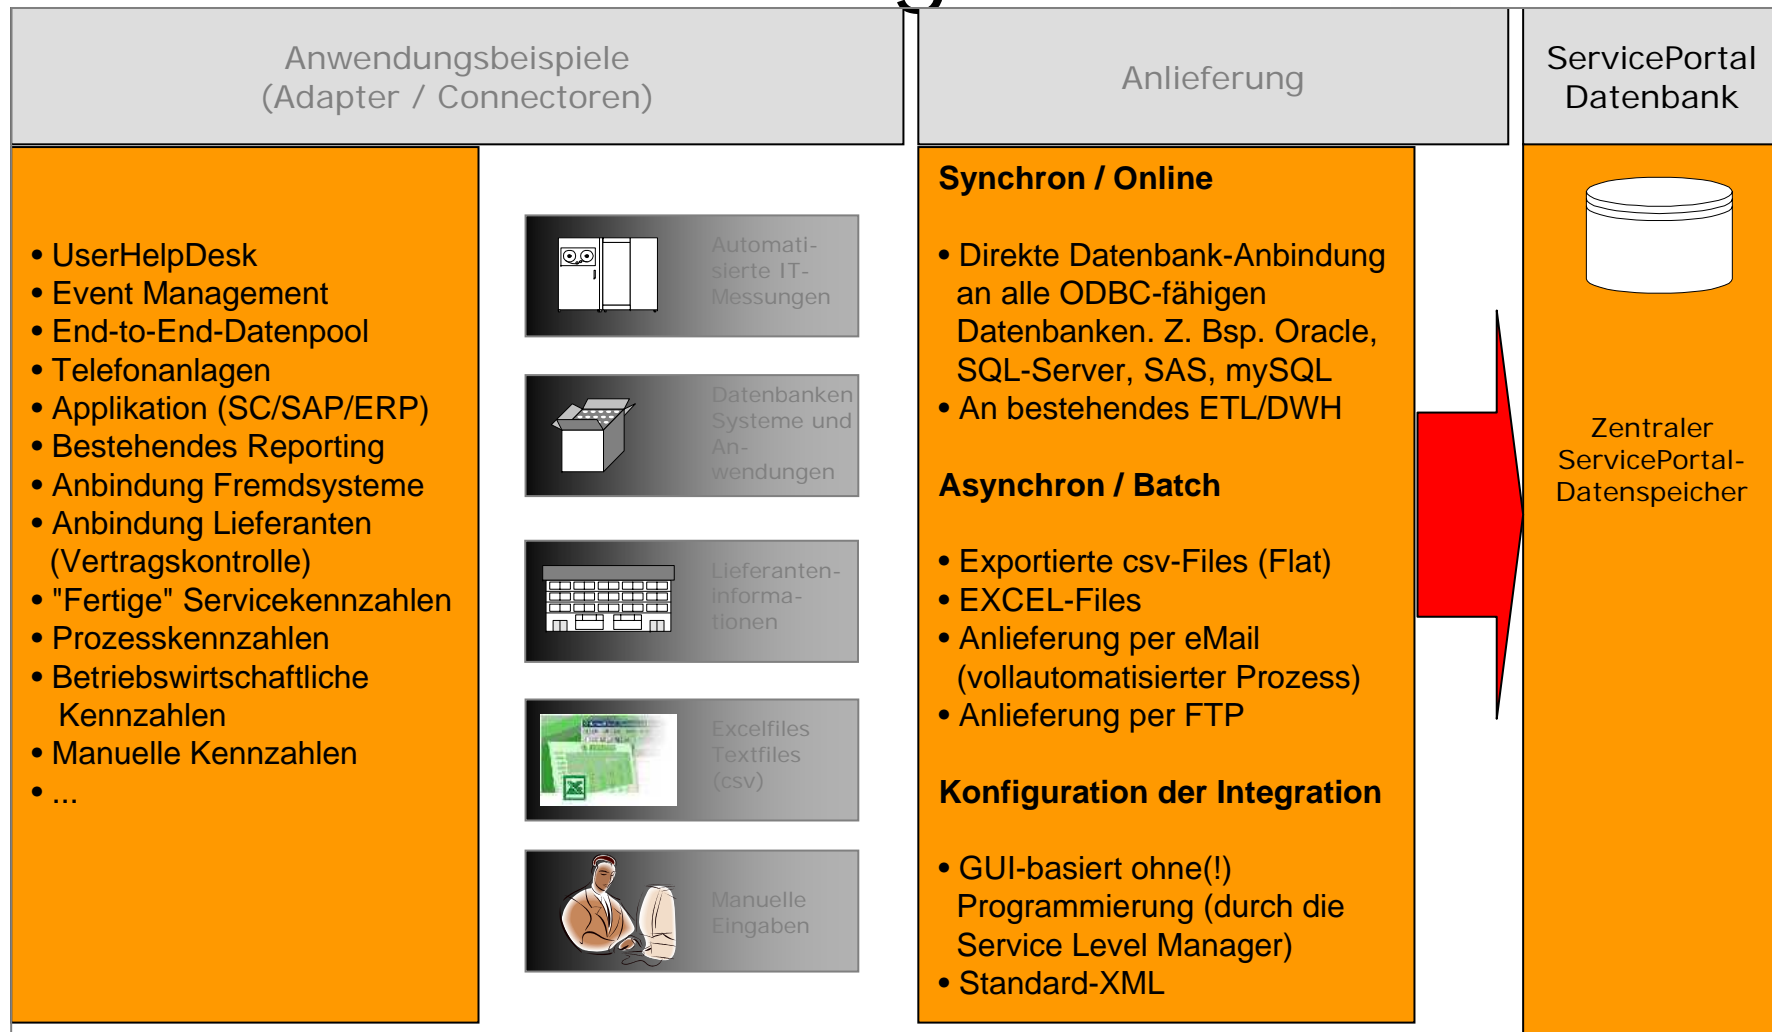 Anwendungsbeispiele
(Adapter / Connectoren)
Anlieferung
ServicePortal
Datenbank
• UserHelpDesk
• Event Management
• End-to-End-Datenpool
• Telefonanlagen
• Applikation (SC/SAP/ERP)
• Bestehendes Reporting
• Anbindung Fremdsysteme
• Anbindung Lieferanten
(Vertragskontrolle)
• "Fertige" Servicekennzahlen
• Prozesskennzahlen
• Betriebswirtschaftliche
Kennzahlen
• Manuelle Kennzahlen
• ...
Automati-
sierte IT-
Messungen
Datenbanken
Systeme und
An-
wendungen
Lieferanten-
informa-
tionen
Excelfiles
Textfiles
(csv)
Manuelle
Eingaben
Synchron / Online
• Direkte Datenbank-Anbindung
an alle ODBC-fähigen
Datenbanken. Z. Bsp. Oracle,
SQL-Server, SAS, mySQL
• An bestehendes ETL/DWH
Asynchron / Batch
• Exportierte csv-Files (Flat)
• EXCEL-Files
• Anlieferung per eMail
(vollautomatisierter Prozess)
• Anlieferung per FTP
Konfiguration der Integration
• GUI-basiert ohne(!)
Programmierung (durch die
Service Level Manager)
• Standard-XML
Zentraler
ServicePortal-
Datenspeicher